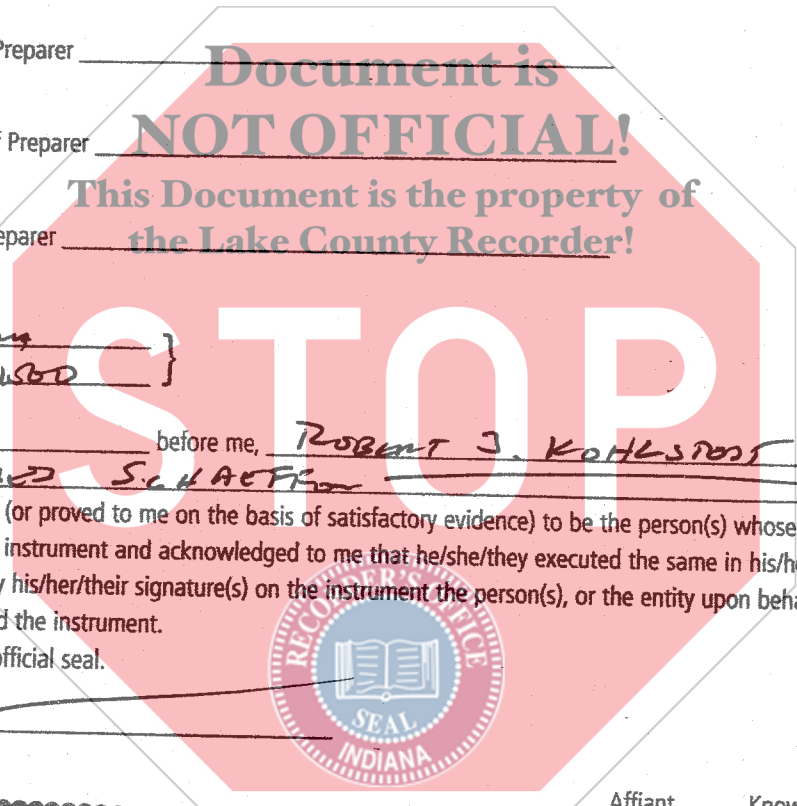 Preparer
Document is
NOT OFFICIAL!
Preparer
This Document is the property of
the Lake County Recorder!
eparer
STOP
before me, ROBERT J. KOHLSTEDT
SCHAEFFER
(or proved to me on the basis of satisfactory evidence) to be the person(s) whose
instrument and acknowledged to me that he/she/they executed the same in his/he
y his/her/their signature(s) on the instrument the person(s), or the entity upon beha
d the instrument.
official seal.
RECORDER'S OFFICE
SEAL
INDIANA
Affiant Know